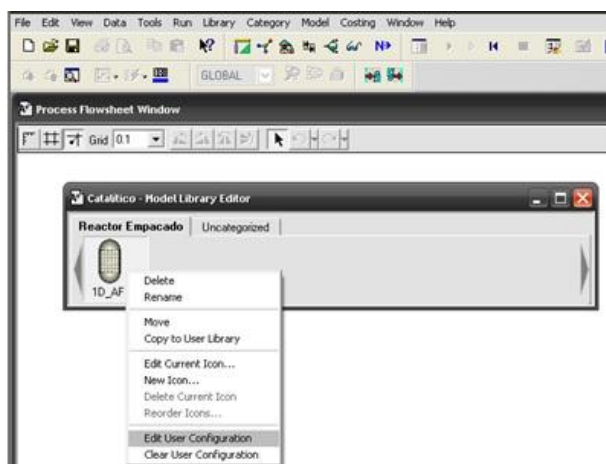 File Edit View Data Tools Run Library Category Model Costing Window Help
N>
GLOBAL
Process Flowsheet Window
Grid 0.1
Catalítico - Model Library Editor
Reactor Empacado Uncategorized
1D_AF
Delete
Rename
Move
Copy to User Library
Edit Current Icon...
New Icon...
Delete Current Icon
Reorder Icons...
Edit User Configuration
Clear User Configuration